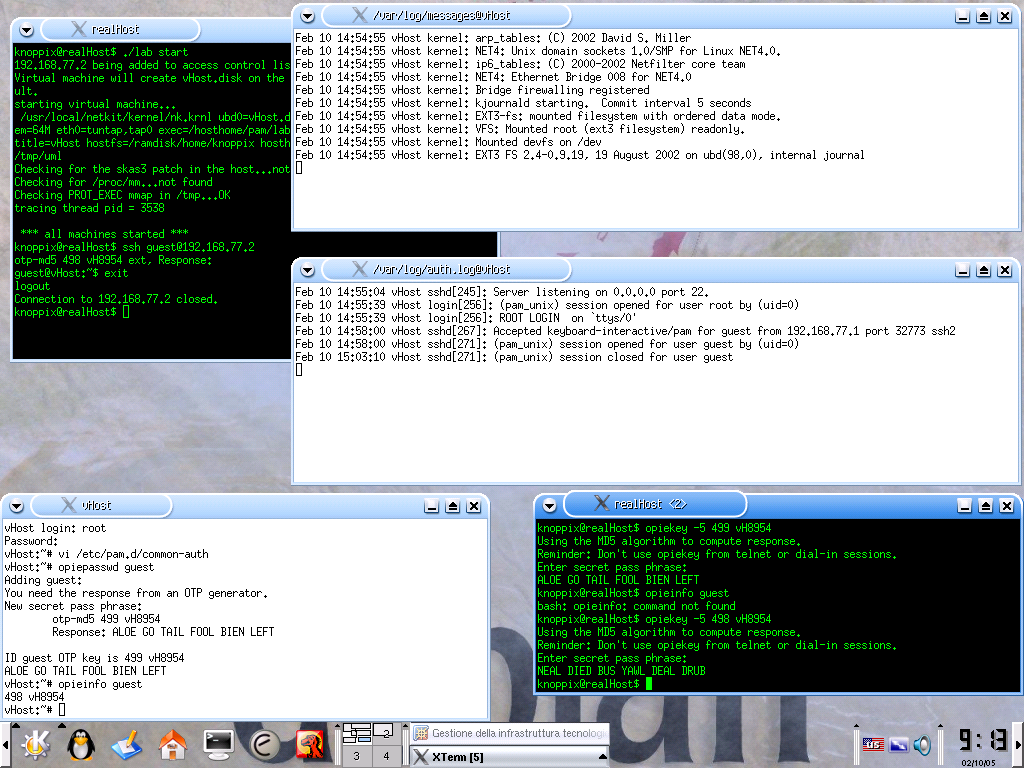 realHost
knoppix@realHost$ ./lab start
192.168.77.2 being added to access control lis
Virtual machine will create vHost.disk on the
ult.
starting virtual machine...
/usr/local/netkit/kernel/nk.krnl ubd0=vHost.d
em=64M eth0=tuntap,tap0 exec=/hosthome/pam/lab
title=vHost hostfs=/ramdisk/home/knoppix hosth
/tmp/uml
Checking for the skas3 patch in the host...not
Checking for /proc/mm...not found
Checking PROT_EXEC mmap in /tmp...OK
tracing thread pid = 3538
*** all machines started ***
knoppix@realHost$ ssh guest@192.168.77.2
otp-md5 498 vH8954 ext, Response:
guest@vHost:~$ exit
logout
Connection to 192.168.77.2 closed.
knoppix@realHost$
/var/log/messages@vHost
Feb 10 14:54:55 vHost kernel: arp_tables: (C) 2002 David S. Miller
Feb 10 14:54:55 vHost kernel: NET4: Unix domain sockets 1.0/SMP for Linux NET4.0.
Feb 10 14:54:55 vHost kernel: ip6_tables: (C) 2000-2002 Netfilter core team
Feb 10 14:54:55 vHost kernel: NET4: Ethernet Bridge 008 for NET4.0
Feb 10 14:54:55 vHost kernel: Bridge firewalling registered
Feb 10 14:54:55 vHost kernel: kjournald starting.  Commit interval 5 seconds
Feb 10 14:54:55 vHost kernel: EXT3-fs: mounted filesystem with ordered data mode.
Feb 10 14:54:55 vHost kernel: VFS: Mounted root (ext3 filesystem) readonly.
Feb 10 14:54:55 vHost kernel: Mounted devfs on /dev
Feb 10 14:54:55 vHost kernel: EXT3 FS 2.4-0.9.19, 19 August 2002 on ubd(98,0), internal journal
/var/log/auth.log@vHost
Feb 10 14:55:04 vHost sshd[245]: Server listening on 0.0.0.0 port 22.
Feb 10 14:55:39 vHost login[256]: (pam_unix) session opened for user root by (uid=0)
Feb 10 14:55:39 vHost login[256]: ROOT LOGIN  on `ttys/0'
Feb 10 14:58:00 vHost sshd[267]: Accepted keyboard-interactive/pam for guest from 192.168.77.1 port 32773 ssh2
Feb 10 14:58:00 vHost sshd[271]: (pam_unix) session opened for user guest by (uid=0)
Feb 10 15:03:10 vHost sshd[271]: (pam_unix) session closed for user guest
vHost
vHost login: root
Password:
vHost:~# vi /etc/pam.d/common-auth
vHost:~# opiepasswd guest
Adding guest:
You need the response from an OTP generator.
New secret pass phrase:
otp-md5 499 vH8954
Response: ALOE GO TAIL FOOL BIEN LEFT
ID guest OTP key is 499 vH8954
ALOE GO TAIL FOOL BIEN LEFT
vHost:~# opieinfo guest
498 vH8954
vHost:~#
realHost <2>
knoppix@realHost$ opiekey -5 499 vH8954
Using the MD5 algorithm to compute response.
Reminder: Don't use opiekey from telnet or dial-in sessions.
Enter secret pass phrase:
ALOE GO TAIL FOOL BIEN LEFT
knoppix@realHost$ opieinfo guest
bash: opieinfo: command not found
knoppix@realHost$ opiekey -5 498 vH8954
Using the MD5 algorithm to compute response.
Reminder: Don't use opiekey from telnet or dial-in sessions.
Enter secret pass phrase:
NEAL DIED BUS YAWL DEAL DRUB
knoppix@realHost$
2
3 4
Gestione della infrastruttura tecnolog
XTerm [5]
us
9:13
02/10/05